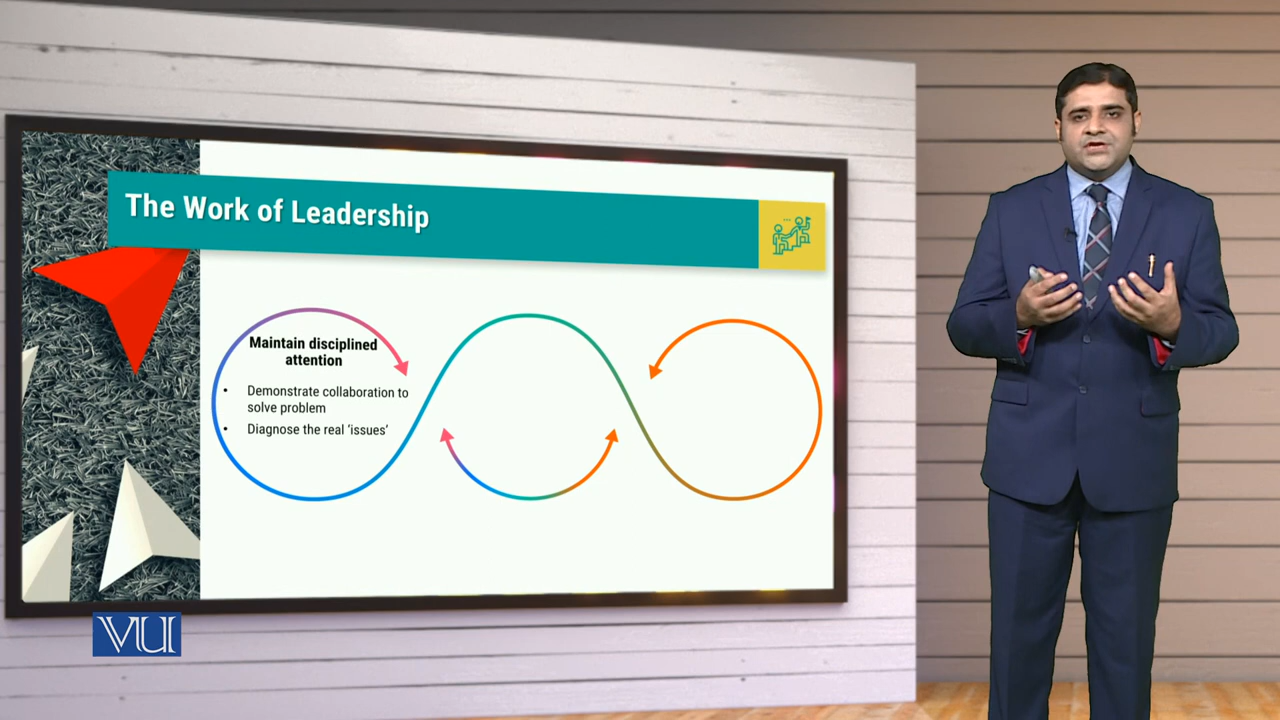 The Work of Leadership
Maintain disciplined
attention
• Demonstrate collaboration to
solve problem
• Diagnose the real ‘issues’
VU